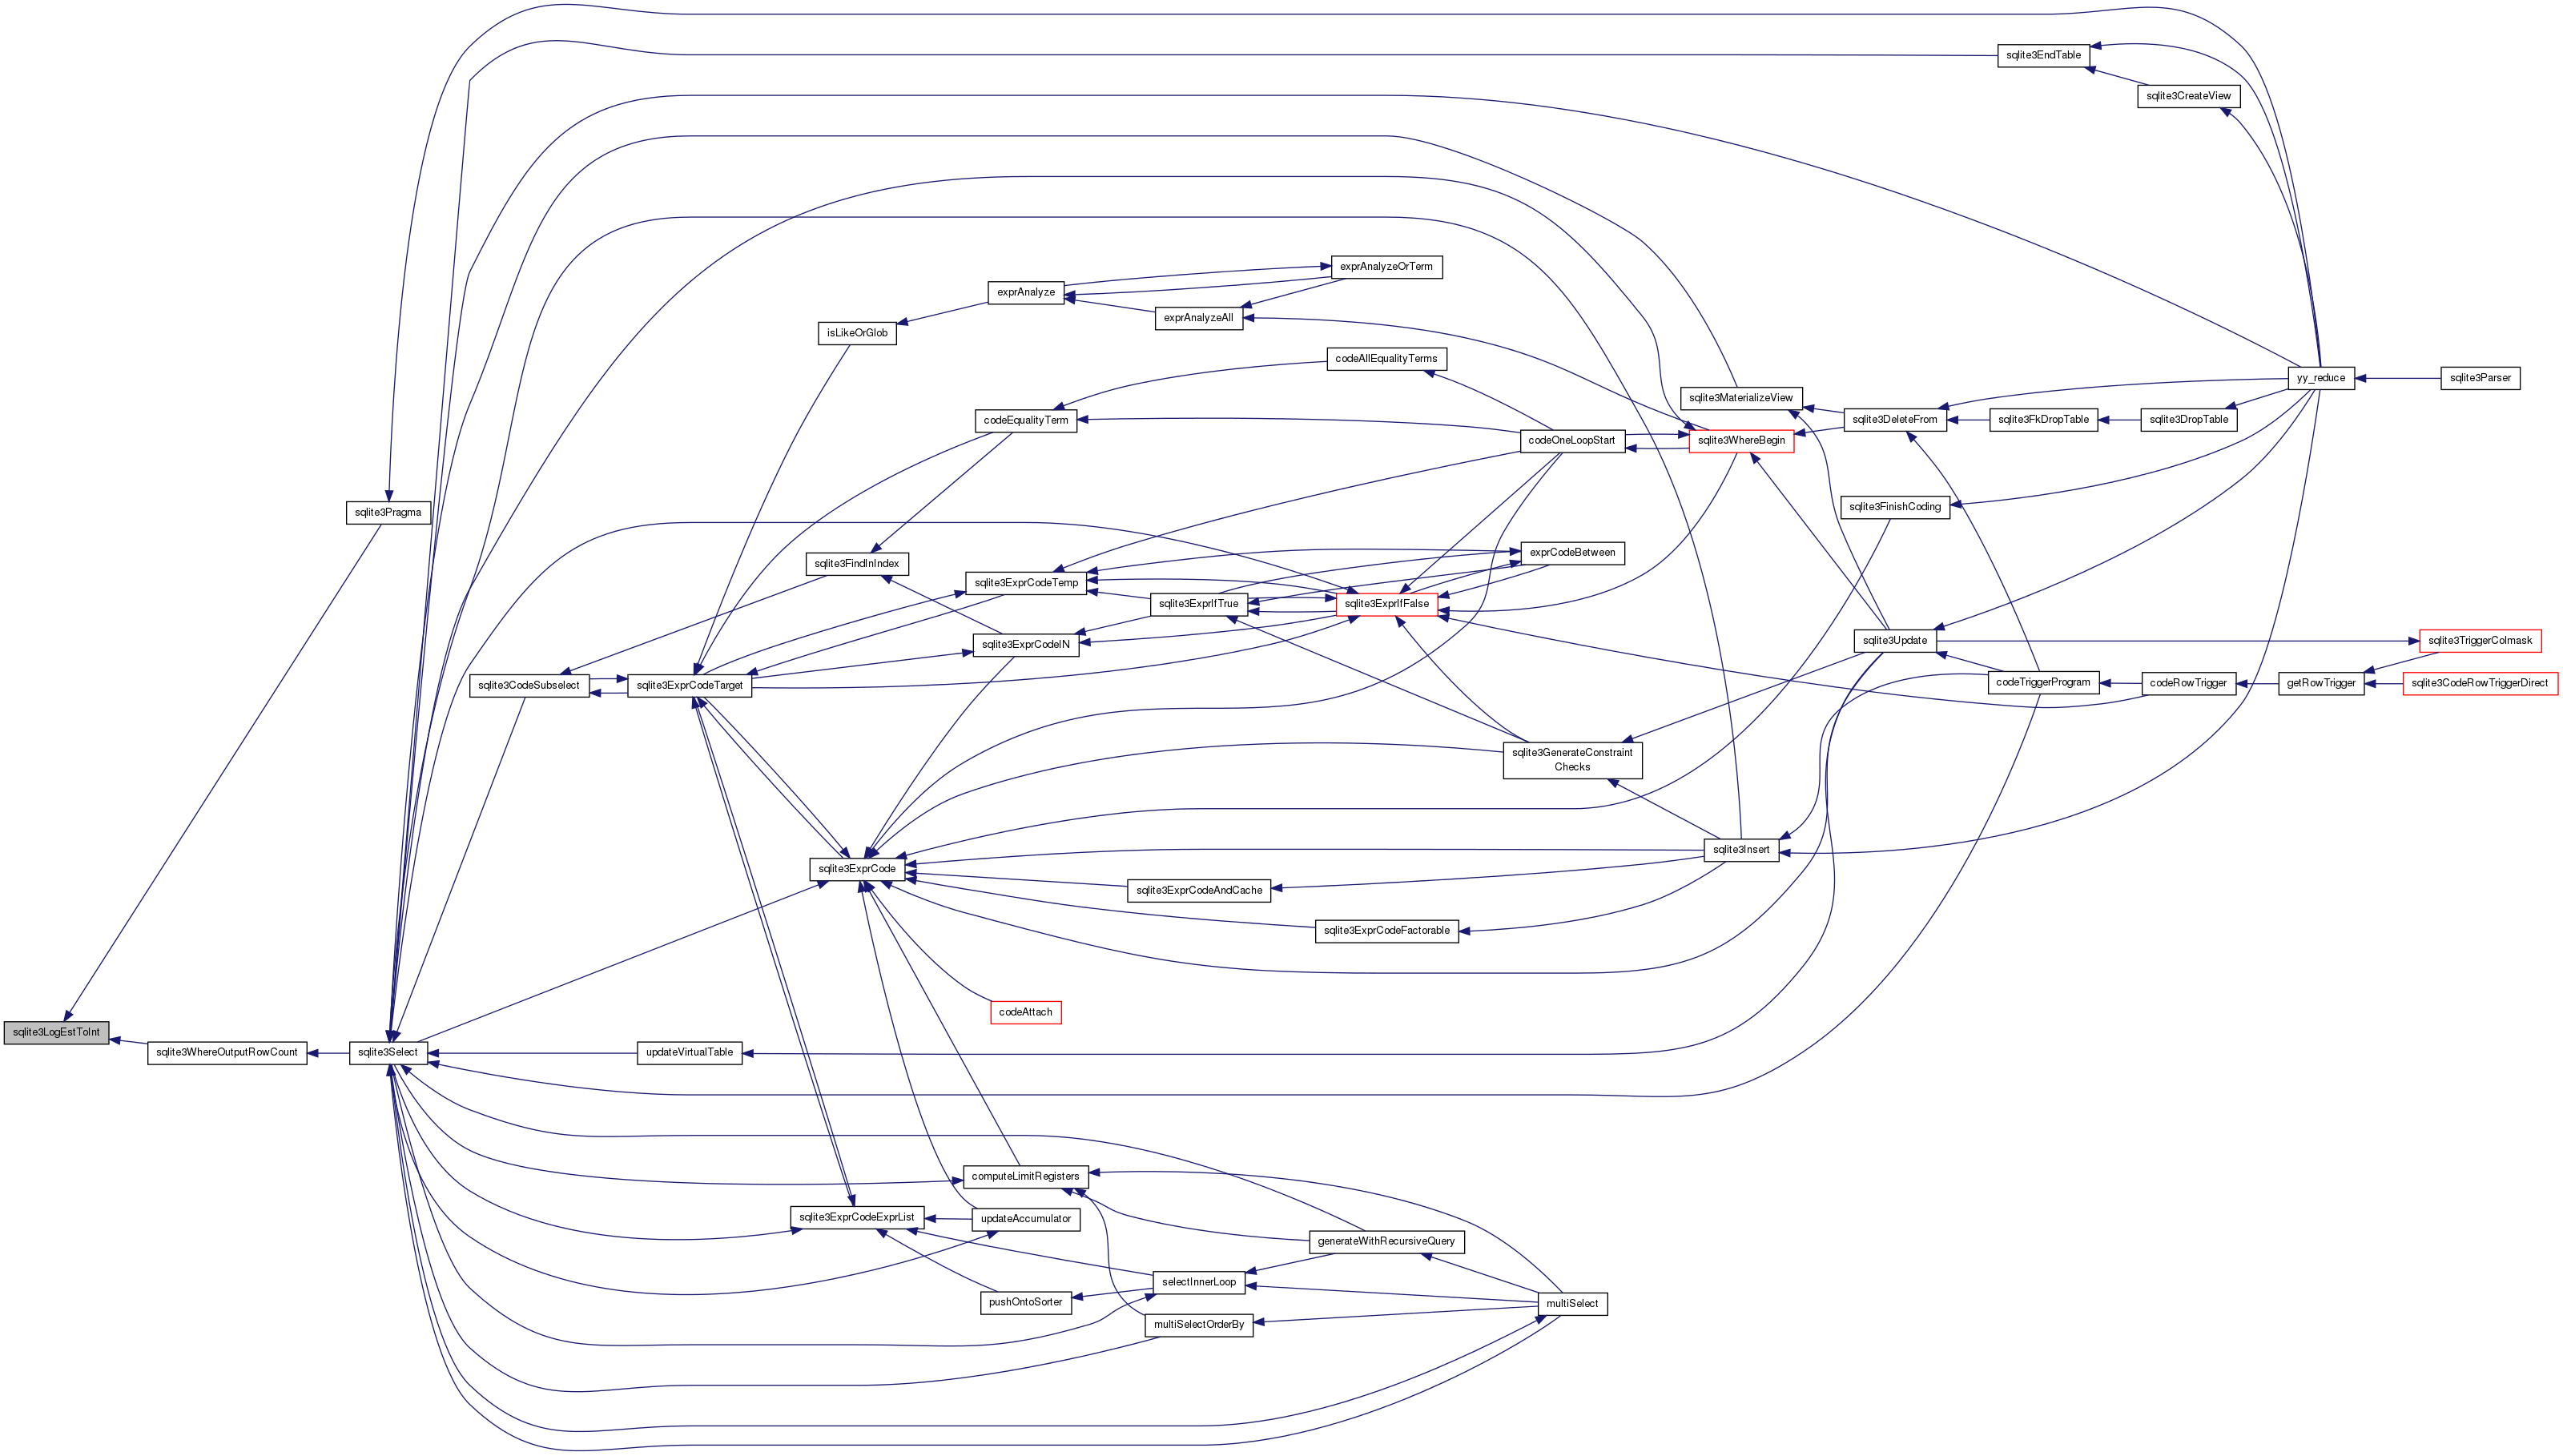 sqlite3EndTable
sqlite3CreateView
exprAnalyzeOrTerm
exprAnalyze
exprAnalyzeAll
isLikeOrGlob
codeAllEqualityTerms
yy_reduce
sqlite3Parser
sqlite3MaterializeView
codeEqualityTerm
sqlite3DeleteFrom
sqlite3FkDropTable
sqlite3DropTable
codeOneLoopStart
sqlite3WhereBegin
sqlite3Pragma
sqlite3FinishCoding
exprCodeBetween
sqlite3FindInIndex
sqlite3ExprCodeTemp
sqlite3ExprIfTrue
sqlite3ExprIfFalse
sqlite3ExprCodeIN
sqlite3Update
sqlite3TriggerColmask
sqlite3CodeSubselect
sqlite3ExprCodeTarget
codeTriggerProgram
codeRowTrigger
getRowTrigger
sqlite3CodeRowTriggerDirect
sqlite3GenerateConstraint
Checks
sqlite3Insert
sqlite3ExprCode
sqlite3ExprCodeAndCache
sqlite3ExprCodeFactorable
codeAttach
sqlite3LogEstToInt
sqlite3WhereOutputRowCount
sqlite3Select
updateVirtualTable
computeLimitRegisters
sqlite3ExprCodeExprList
updateAccumulator
generateWithRecursiveQuery
selectInnerLoop
pushOntoSorter
multiSelect
multiSelectOrderBy